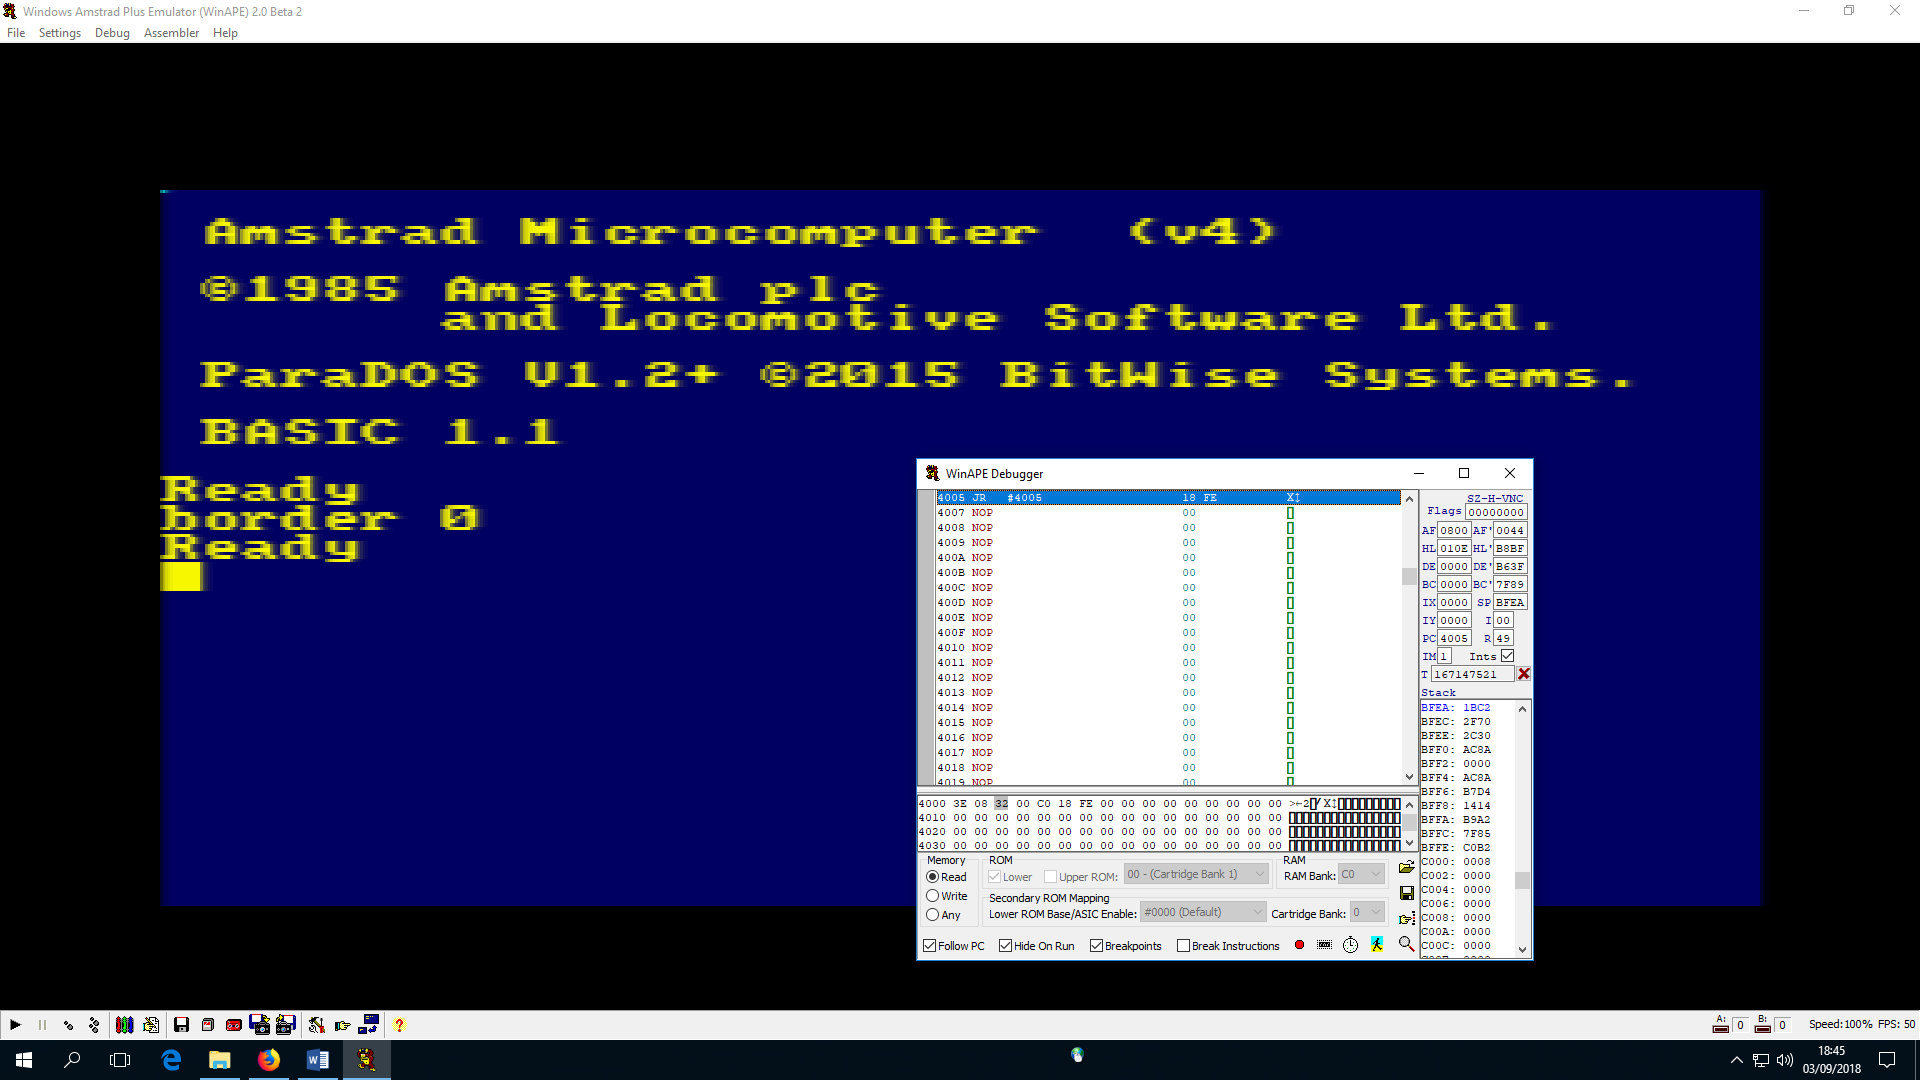 Windows Amstrad Plus Emulator (WinAPE) 2.0 Beta 2
File Settings Debug Assembler Help
Amstrad Microcomputer (v4)
©1985 Amstrad plc
and Locomotive Software Ltd.
ParaDOS V1.2+ ©2015 BitWise Systems.
BASIC 1.1
Ready
border 0
Ready
WinAPE Debugger
4005 JR #4005 18 FE
4007 NOP 00
4008 NOP 00
4009 NOP 00
400A NOP 00
400B NOP 00
400C NOP 00
400D NOP 00
400E NOP 00
400F NOP 00
4010 NOP 00
4011 NOP 00
4012 NOP 00
4013 NOP 00
4014 NOP 00
4015 NOP 00
4016 NOP 00
4017 NOP 00
4018 NOP 00
4019 NOP 00
SZ-H-VNC
Flags 00000000
AF 0800 AF' 0044
HL 010E HL' B8BF
DE 0000 DE' B63F
BC 0000 BC' 7F89
IX 0000 SP BFEA
IY 0000 I 00
PC 4005 R 49
IM 1 Ints
T 167147521
Stack
BFEA: 1BC2
BFEC: 2F70
BFEE: 2C30
BFF0: AC8A
BFF2: 0000
BFF4: AC8A
BFF6: B7D4
BFF8: 1414
BFFA: B9A2
BFFC: 7F85
BFFE: C0B2
C000: 0008
C002: 0000
C004: 0000
C006: 0000
C008: 0000
C00A: 0000
C00C: 0000
4000 3E 08 32 00 C0 18 FE 00 00 00 00 00 00 00 00 00
4010 00 00 00 00 00 00 00 00 00 00 00 00 00 00 00 00
4020 00 00 00 00 00 00 00 00 00 00 00 00 00 00 00 00
4030 00 00 00 00 00 00 00 00 00 00 00 00 00 00 00 00
Memory
Read
Write
Any
ROM
Lower Upper ROM: 00 - (Cartridge Bank 1)
RAM
RAM Bank: C0
Secondary ROM Mapping
Lower ROM Base/ASIC Enable: #0000 (Default) Cartridge Bank: 0
Follow PC Hide On Run Breakpoints Break Instructions
A: 0 B: 0 Speed:100% FPS: 50
18:45
03/09/2018